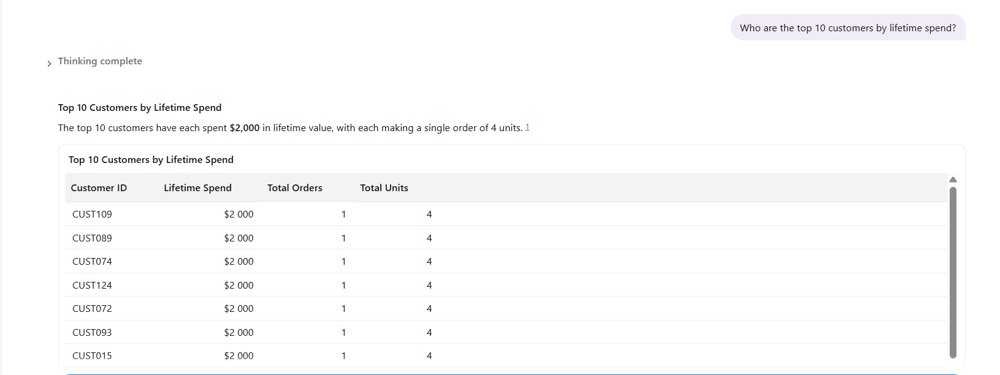 Who are the top 10 customers by lifetime spend?
Thinking complete
Top 10 Customers by Lifetime Spend
The top 10 customers have each spent $2,000 in lifetime value, with each making a single order of 4 units. 1
Top 10 Customers by Lifetime Spend
Customer ID Lifetime Spend Total Orders Total Units
CUST109 $2 000 1 4
CUST089 $2 000 1 4
CUST074 $2 000 1 4
CUST124 $2 000 1 4
CUST072 $2 000 1 4
CUST093 $2 000 1 4
CUST015 $2 000 1 4